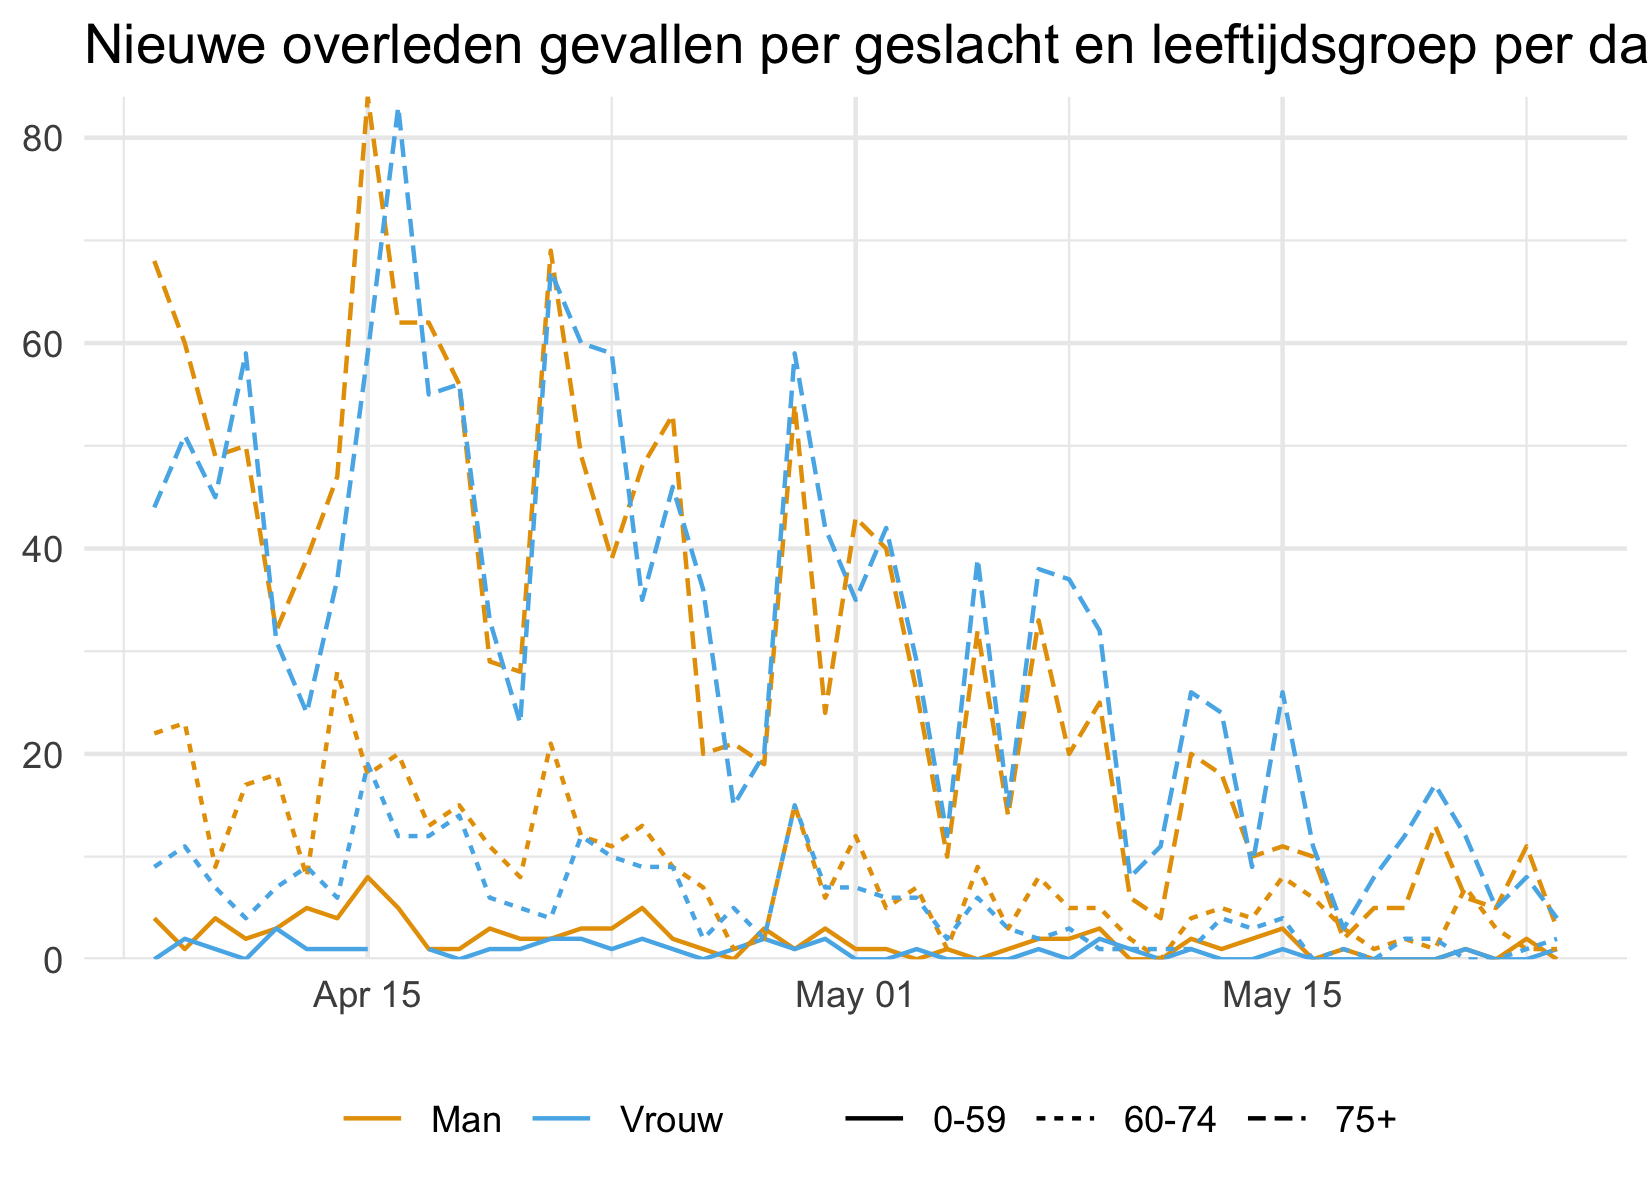 Nieuwe overleden gevallen per geslacht en leeftijdsgroep per da
80
60
40
20
0
Apr 15 May 01 May 15
Man Vrouw 0-59 60-74 75+